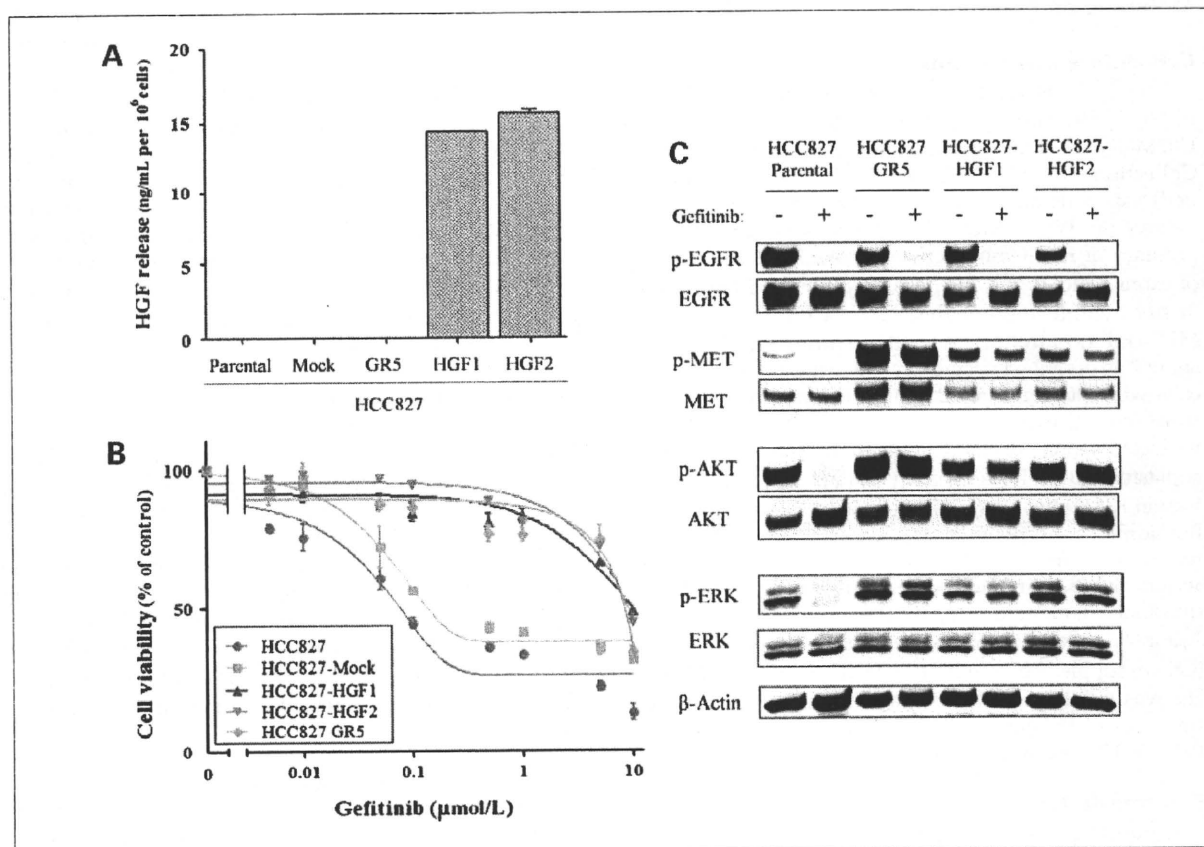 A
20
15
10
5
0
HGF release (ng/mL per 10⁶ cells)
Parental Mock GR5 HGF1 HGF2
HCC827
B
100
50
0
Cell viability (% of control)
HCC827
HCC827-Mock
HCC827-HGF1
HCC827-HGF2
HCC827 GR5
0 0.01 0.1 1 10
Gefitinib (μmol/L)
C
HCC827 Parental
HCC827 GR5
HCC827-HGF1
HCC827-HGF2
Gefitinib: - + - + - + - +
p-EGFR
EGFR
p-MET
MET
p-AKT
AKT
p-ERK
ERK
β-Actin